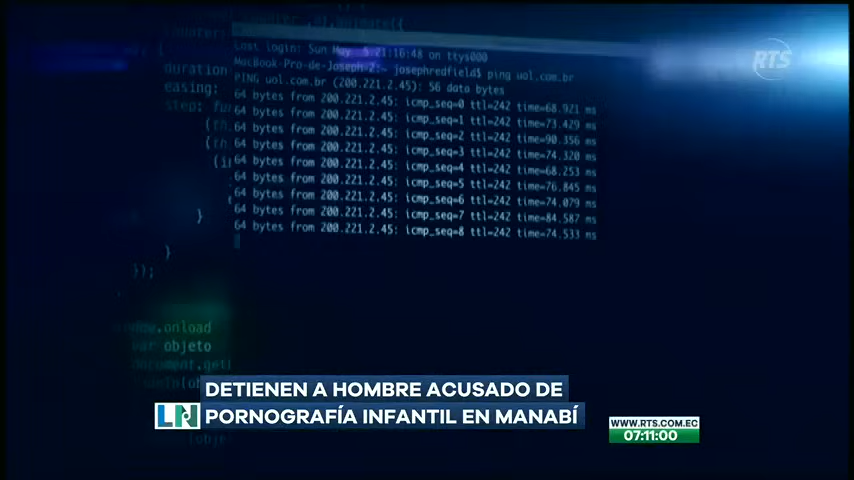 RTS
Last login: Sun May  5 21:16:48 on ttys000
MacBook-Pro-de-Joseph-2:~ josephredfield$ ping uol.com.br
PING uol.com.br (200.221.2.45): 56 data bytes
64 bytes from 200.221.2.45: icmp_seq=0 ttl=242 time=68.921 ms
64 bytes from 200.221.2.45: icmp_seq=1 ttl=242 time=73.429 ms
64 bytes from 200.221.2.45: icmp_seq=2 ttl=242 time=90.356 ms
64 bytes from 200.221.2.45: icmp_seq=3 ttl=242 time=74.320 ms
64 bytes from 200.221.2.45: icmp_seq=4 ttl=242 time=68.253 ms
64 bytes from 200.221.2.45: icmp_seq=5 ttl=242 time=76.845 ms
64 bytes from 200.221.2.45: icmp_seq=6 ttl=242 time=74.079 ms
64 bytes from 200.221.2.45: icmp_seq=7 ttl=242 time=84.587 ms
64 bytes from 200.221.2.45: icmp_seq=8 ttl=242 time=74.533 ms
duration
easing:
step:
}
}
});
.onload
var objeto
LN
DETIENEN A HOMBRE ACUSADO DE
PORNOGRAFÍA INFANTIL EN MANABÍ
WWW.RTS.COM.EC
07:11:00